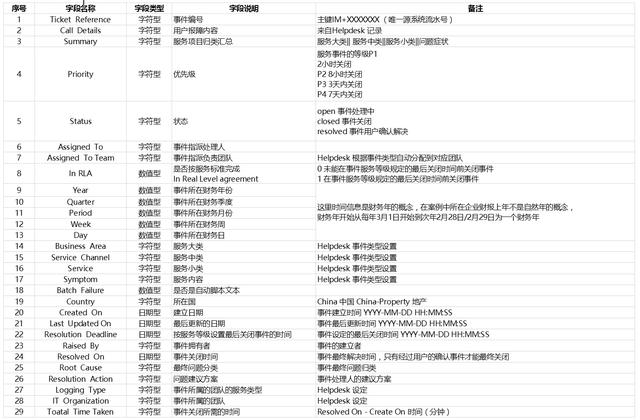 序号 字段名称 字段类型 字段说明 备注
1 Ticket Reference 字符型 事件编号 主键IM+XXXXXXX（唯一源系统流水号）
2 Call Details 字符型 用户报障内容 来自Helpdesk 记录
3 Summary 字符型 服务项目归类汇总 服务大类|| 服务中类||服务小类||问题症状
4 Priority 字符型 优先级 服务事件的等级P1
2小时关闭
P2 8小时关闭
P3 3天内关闭
P4 7天内关闭
5 Status 字符型 状态 open 事件处理中
closed 事件关闭
resolved 事件用户确认解决
6 Assigned To 字符型 事件指派处理人
7 Assigned To Team 字符型 事件指派负责团队 Helpdesk 根据事件类型自动分配到对应团队
8 In RLA 数值型 是否按服务标准完成
In Real Level agreement
0 未能在事件服务等级规定的最后关闭时间前关闭事件
1 在事件服务等级规定的最后关闭时间前关闭事件
9 Year 数值型 事件所在财务年份
10 Quarter 数值型 事件所在财务季度
11 Period 数值型 事件所在财务月份
12 Week 数值型 事件所在财务周
13 Day 数值型 事件所在财务日
这里时间信息是财务年的概念，在案例中所在企业财报上年不是自然年的概念，
财务年开始从每年3月1日开始到次年2月28日/2月29日为一个财务年
14 Business Area 字符型 服务大类 Helpdesk 事件类型设置
15 Service Channel 字符型 服务中类 Helpdesk 事件类型设置
16 Service 字符型 服务小类 Helpdesk 事件类型设置
17 Symptom 字符型 服务内容 Helpdesk 事件类型设置
18 Batch Failure 数值型 是否是自动脚本文本
19 Country 字符型 所在国 China 中国 China-Property 地产
20 Created On 日期型 建立日期 事件建立时间 YYYY-MM-DD HH:MM:SS
21 Last Updated On 日期型 最后更新的日期 事件最后更新时间 YYYY-MM-DD HH:MM:SS
22 Resolution Deadline 日期型 按服务等级设置最后关闭事件的时间 事件设定的最后关闭时间 YYYY-MM-DD HH:MM:SS
23 Raised By 字符型 事件拥有者 事件的建立者
24 Resolved On 日期型 事件关闭时间 事件最终解决时间，只有经过用户的确认事件才能最终关闭
25 Root Cause 字符型 最终问题分类 事件最终问题归类
26 Resolution Action 字符型 问题建议方案 事件处理人的建议方案
27 Logging Type 字符型 事件所属的团队的服务类型 Helpdesk 设定
28 IT Organization 字符型 事件所属的团队 Helpdesk 设定
29 Toatal Time Taken 字符型 事件关闭所需的时间 Resolved On - Create On 时间（分钟）